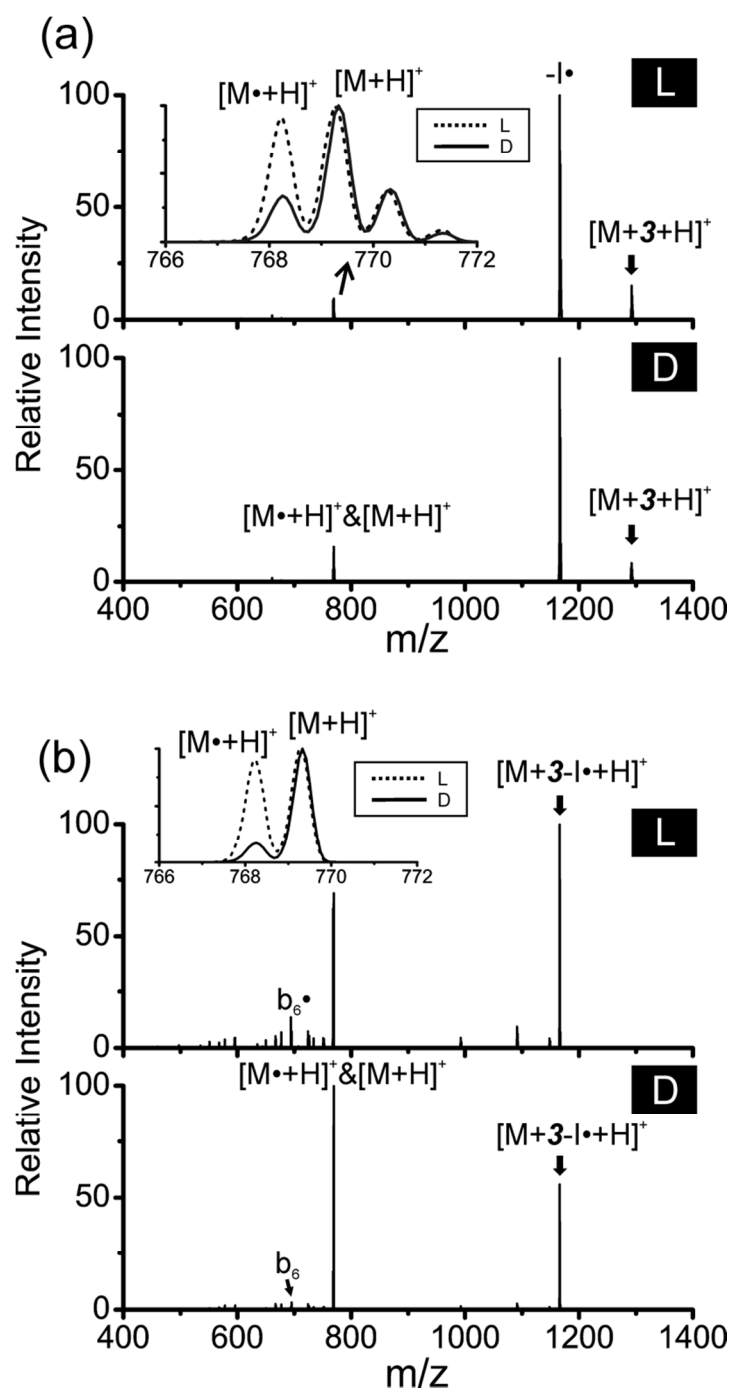 (a)
-I•
L
[M•+H]⁺ [M+H]⁺
L
D
766 768 770 772
[M+3+H]⁺
100
50
0
Relative Intensity
D
[M•+H]⁺&[M+H]⁺
[M+3+H]⁺
100
50
0
400 600 800 1000 1200 1400
m/z
(b)
[M•+H]⁺ [M+H]⁺
L
D
766 768 770 772
[M+3-I•+H]⁺
L
100
50
0
b₆•
Relative Intensity
[M•+H]⁺&[M+H]⁺
D
[M+3-I•+H]⁺
b₆
100
50
0
400 600 800 1000 1200 1400
m/z